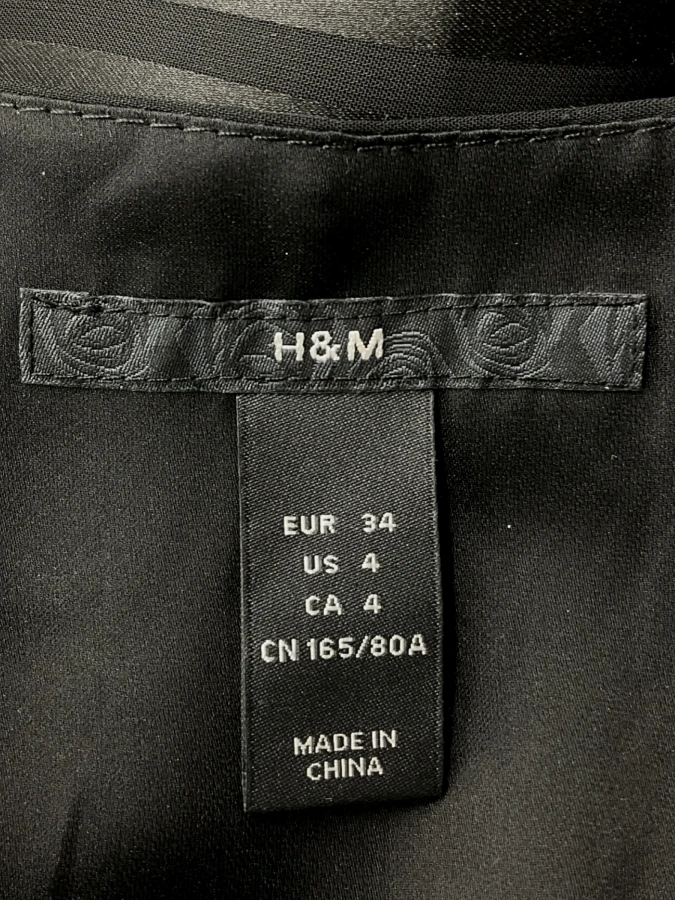 H&M
EUR 34
US 4
CA 4
CN 165/80A
MADE IN
CHINA